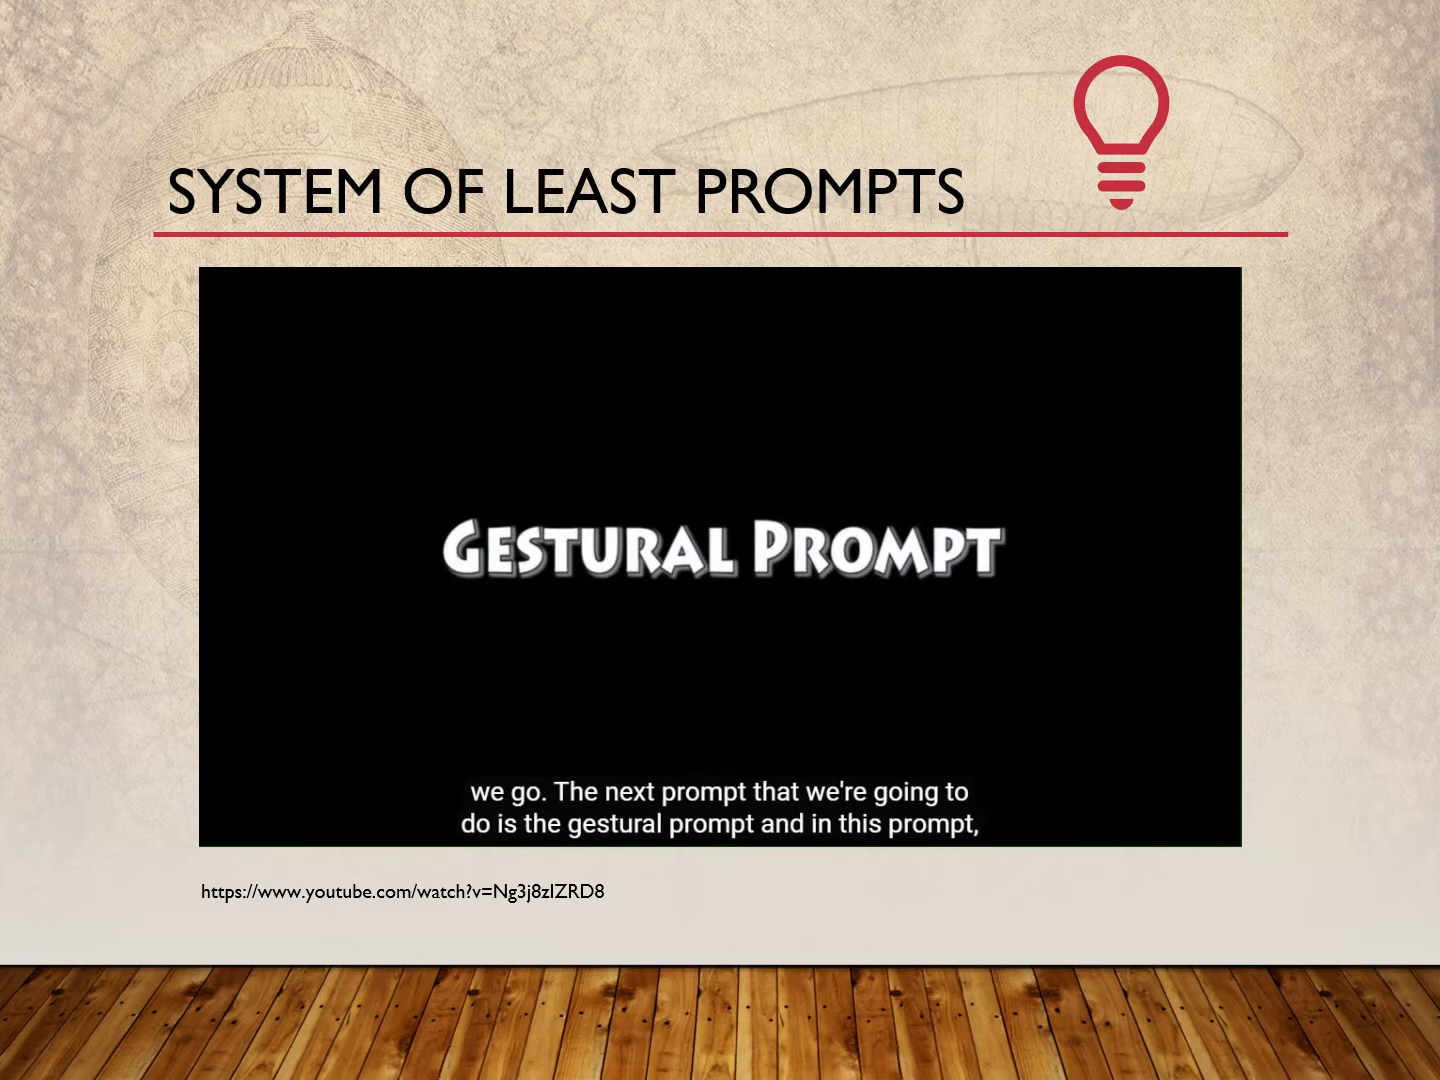 SYSTEM OF LEAST PROMPTS
GESTURAL PROMPT
we go. The next prompt that we're going to
do is the gestural prompt and in this prompt,
https://www.youtube.com/watch?v=Ng3j8zIZRD8